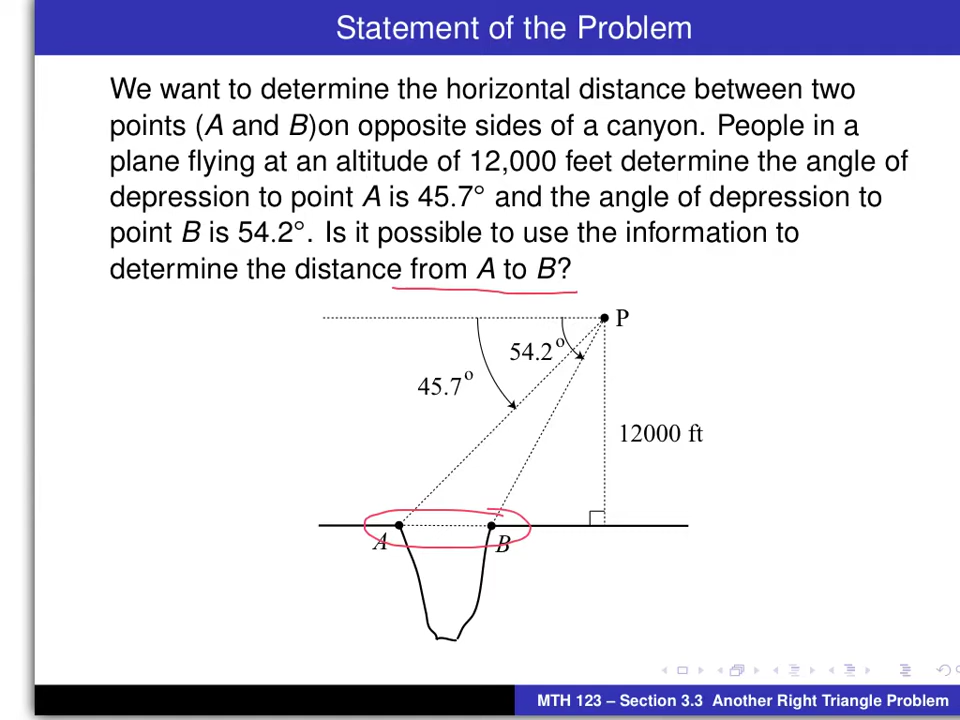 Statement of the Problem
We want to determine the horizontal distance between two
points (A and B)on opposite sides of a canyon. People in a
plane flying at an altitude of 12,000 feet determine the angle of
depression to point A is 45.7° and the angle of depression to
point B is 54.2°. Is it possible to use the information to
determine the distance from A to B?
P
54.2°
45.7°
12000 ft
A
B
MTH 123 – Section 3.3 Another Right Triangle Problem